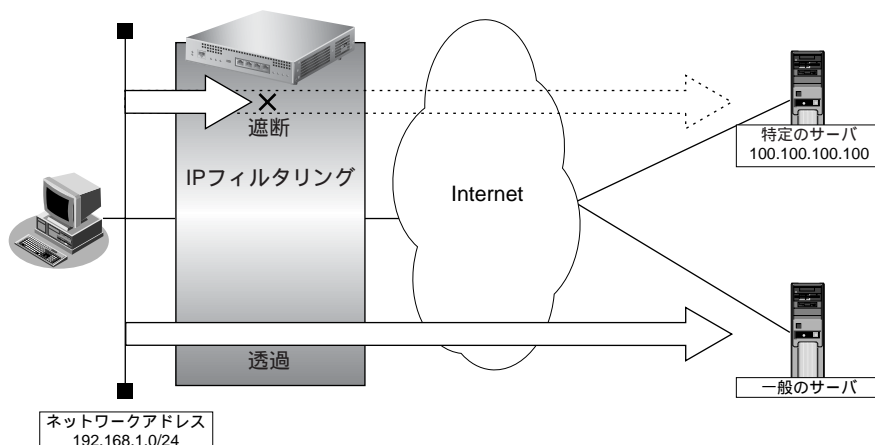 遮断
IPフィルタリング
Internet
特定のサーバ
100.100.100.100
透過
一般のサーバ
ネットワークアドレス
192.168.1.0/24